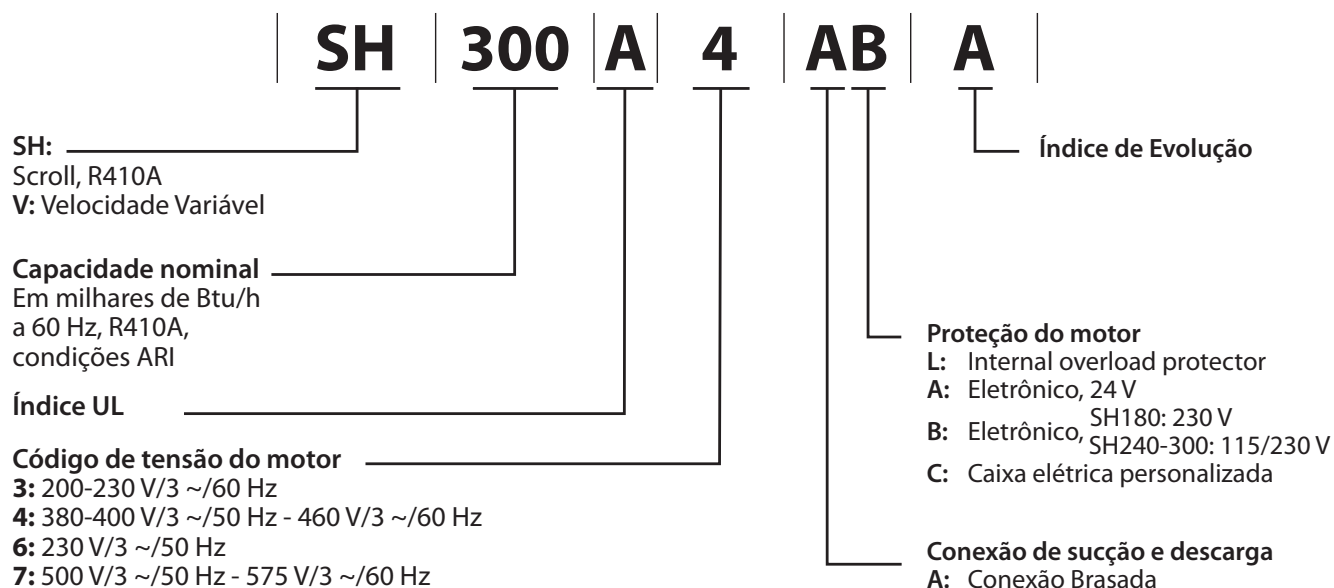 SH 300 A 4 AB A
SH:
Scroll, R410A
V: Velocidade Variável
Capacidade nominal
Em milhares de Btu/h
a 60 Hz, R410A,
condições ARI
Índice UL
Código de tensão do motor
3: 200-230 V/3 ~/60 Hz
4: 380-400 V/3 ~/50 Hz - 460 V/3 ~/60 Hz
6: 230 V/3 ~/50 Hz
7: 500 V/3 ~/50 Hz - 575 V/3 ~/60 Hz
Índice de Evolução
Proteção do motor
L: Internal overload protector
A: Eletrônico, 24 V
B: Eletrônico, SH180: 230 V
SH240-300: 115/230 V
C: Caixa elétrica personalizada
Conexão de sucção e descarga
A: Conexão Brasada